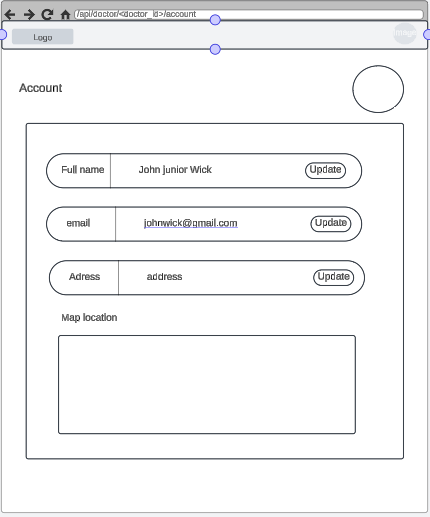 /api/doctor/<doctor_id>/account
Logo
Image
Account
Full name John junior Wick Update
email johnwick@gmail.com Update
Adress address Update
Map location